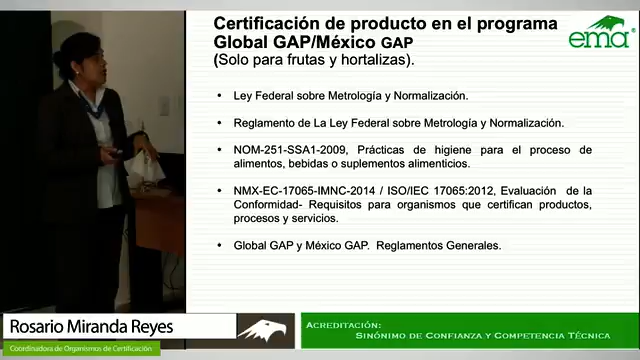 Certificación de producto en el programa
Global GAP/México GAP
(Solo para frutas y hortalizas).
ema
• Ley Federal sobre Metrología y Normalización.
• Reglamento de La Ley Federal sobre Metrología y Normalización.
• NOM-251-SSA1-2009, Prácticas de higiene para el proceso de
alimentos, bebidas o suplementos alimenticios.
• NMX-EC-17065-IMNC-2014 / ISO/IEC 17065:2012, Evaluación de la
Conformidad- Requisitos para organismos que certifican productos,
procesos y servicios.
• Global GAP y México GAP. Reglamentos Generales.
Rosario Miranda Reyes
Coordinadora de Organismos de Certificación
ACREDITACIÓN:
SINÓNIMO DE CONFIANZA Y COMPETENCIA TÉCNICA